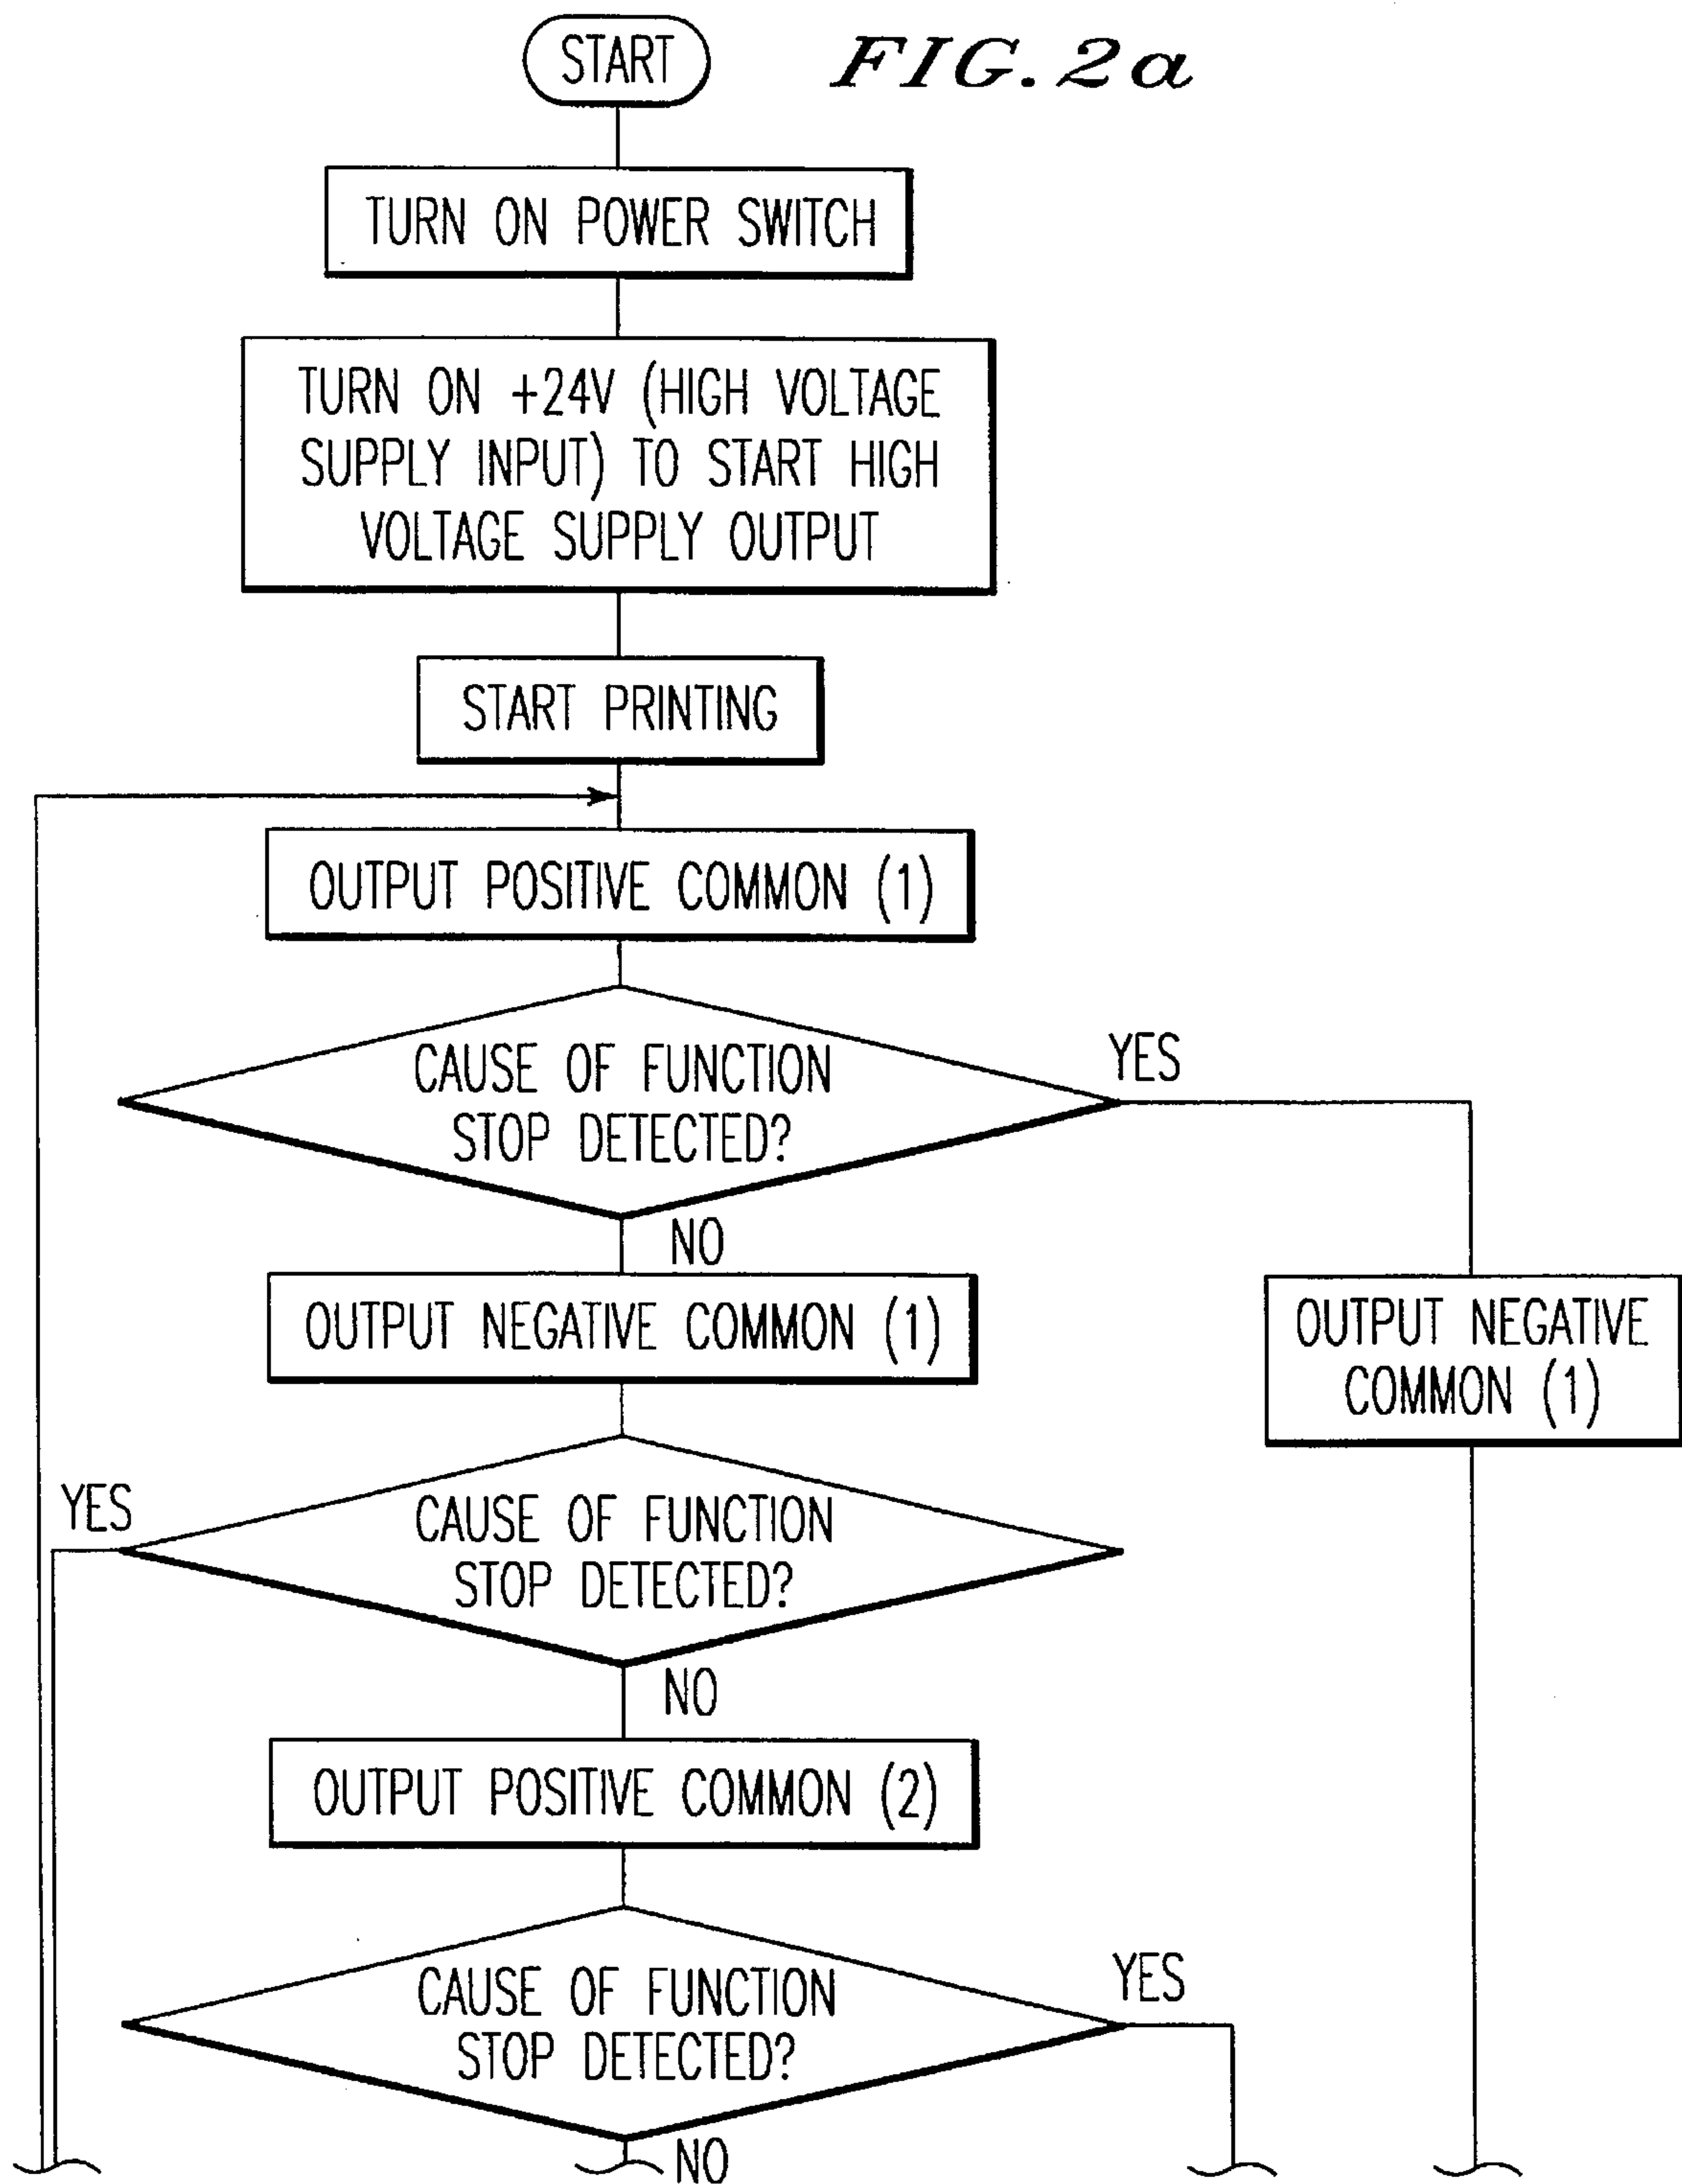 START
FIG. 2a
TURN ON POWER SWITCH
TURN ON +24V (HIGH VOLTAGE
SUPPLY INPUT) TO START HIGH
VOLTAGE SUPPLY OUTPUT
START PRINTING
OUTPUT POSITIVE COMMON (1)
CAUSE OF FUNCTION
STOP DETECTED?
YES
NO
OUTPUT NEGATIVE COMMON (1)
OUTPUT NEGATIVE
COMMON (1)
YES
CAUSE OF FUNCTION
STOP DETECTED?
NO
OUTPUT POSITIVE COMMON (2)
CAUSE OF FUNCTION
STOP DETECTED?
YES
NO